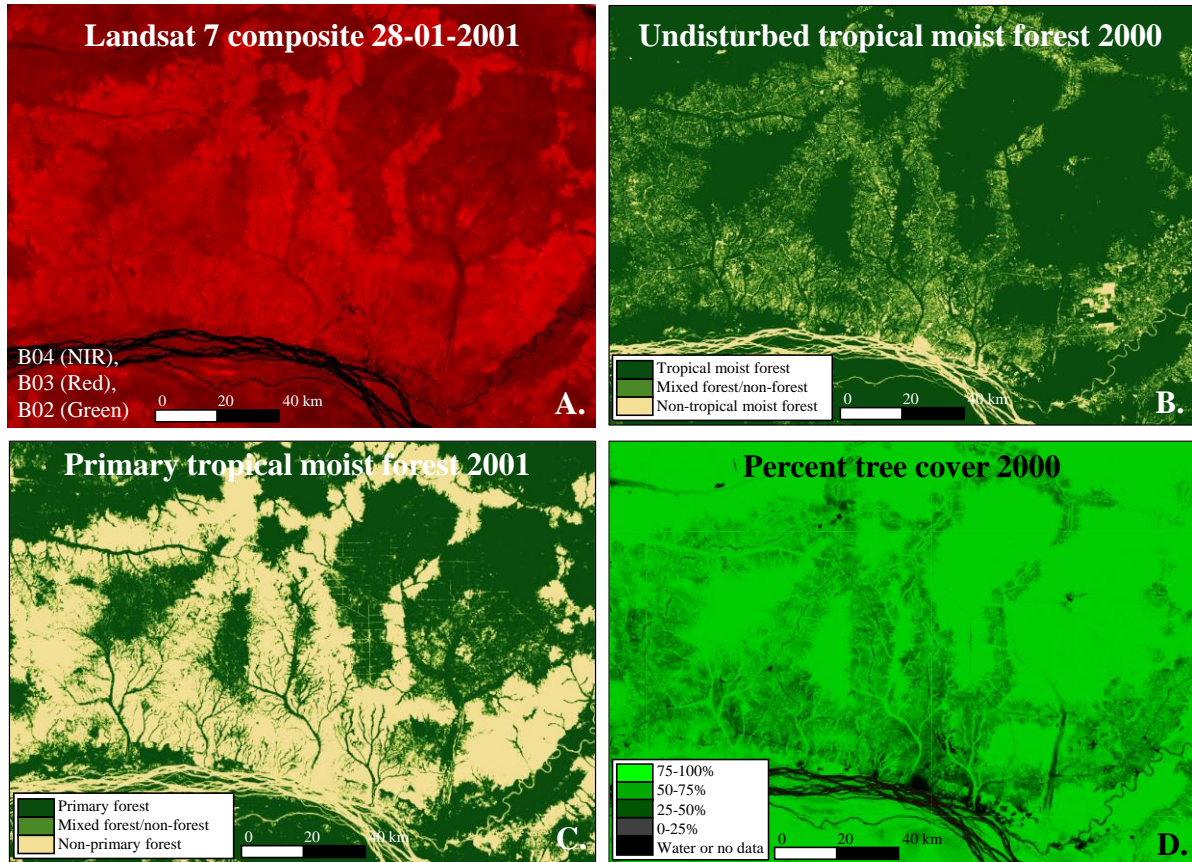 Landsat 7 composite 28-01-2001
B04 (NIR),
B03 (Red),
B02 (Green)
0 20 40 km
A.
Undisturbed tropical moist forest 2000
Tropical moist forest
Mixed forest/non-forest
Non-tropical moist forest
0 20 40 km
B.
Primary tropical moist forest 2001
Primary forest
Mixed forest/non-forest
Non-primary forest
0 20 40 km
C.
Percent tree cover 2000
75-100%
50-75%
25-50%
0-25%
Water or no data
0 20 40 km
D.